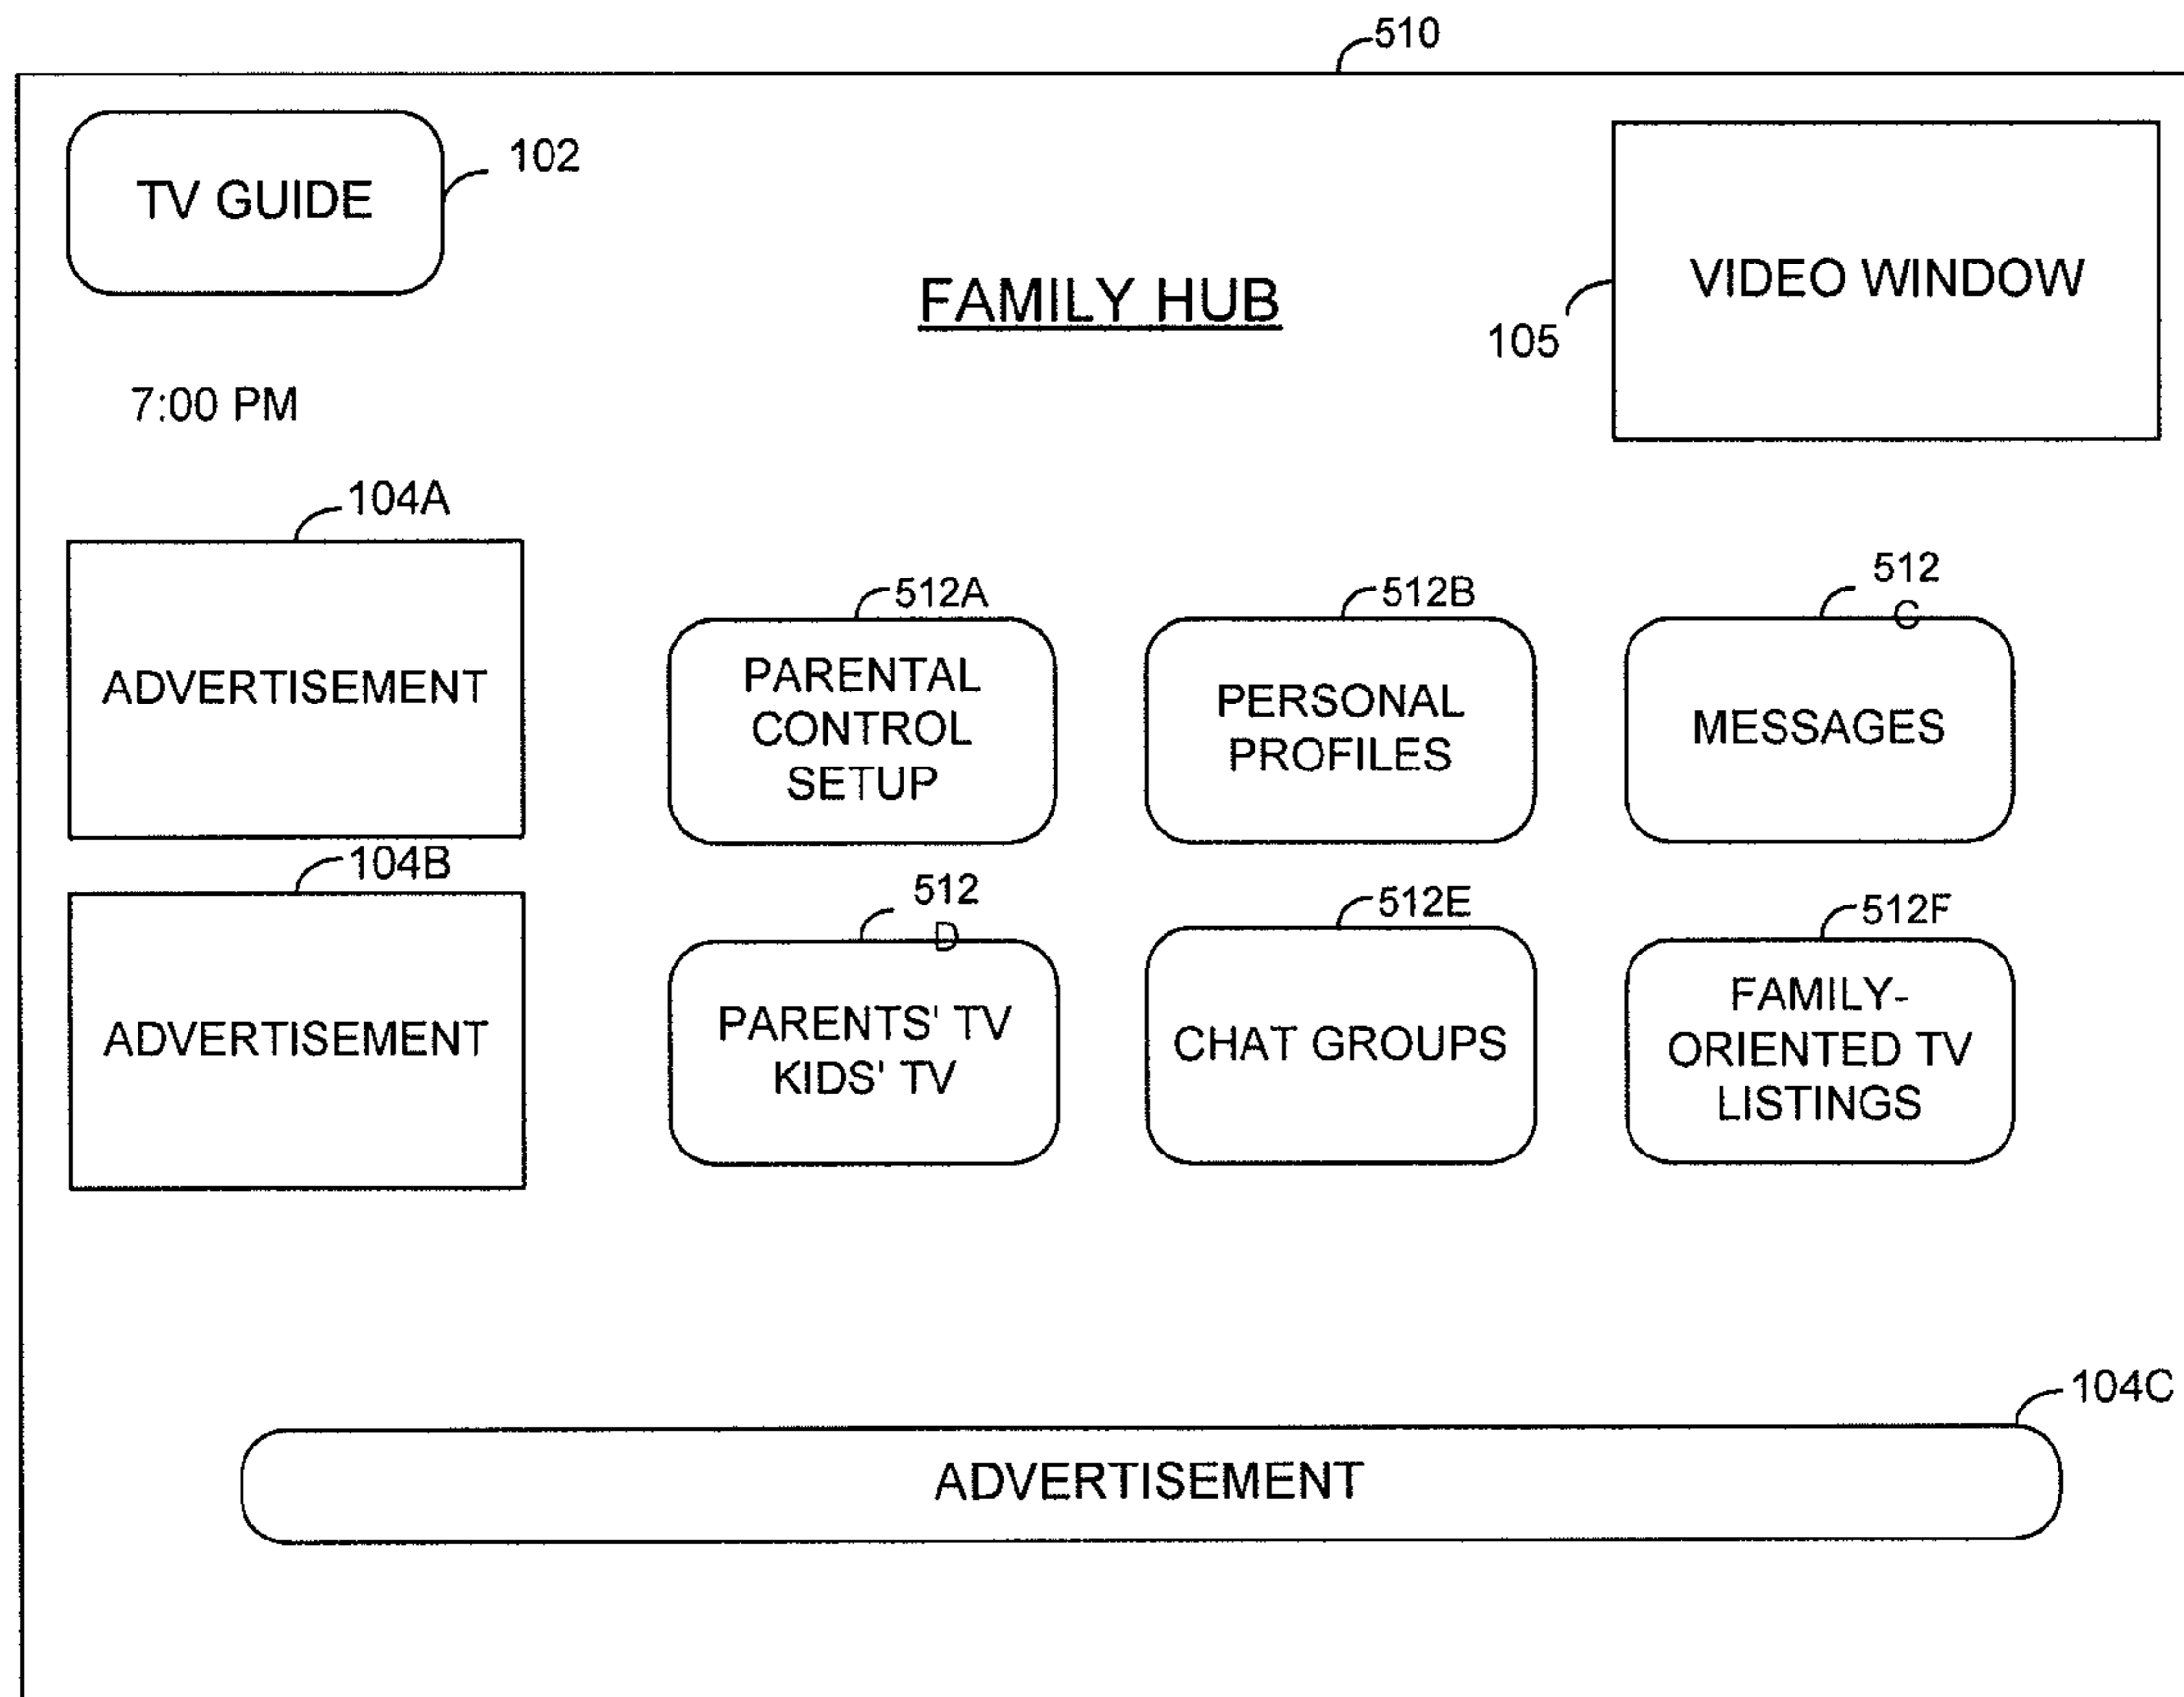 510
TV GUIDE
102
FAMILY HUB
VIDEO WINDOW
105
7:00 PM
104A
ADVERTISEMENT
512A
PARENTAL
CONTROL
SETUP
512B
PERSONAL
PROFILES
512
C
MESSAGES
104B
ADVERTISEMENT
512
D
PARENTS' TV
KIDS' TV
512E
CHAT GROUPS
512F
FAMILY-
ORIENTED TV
LISTINGS
104C
ADVERTISEMENT